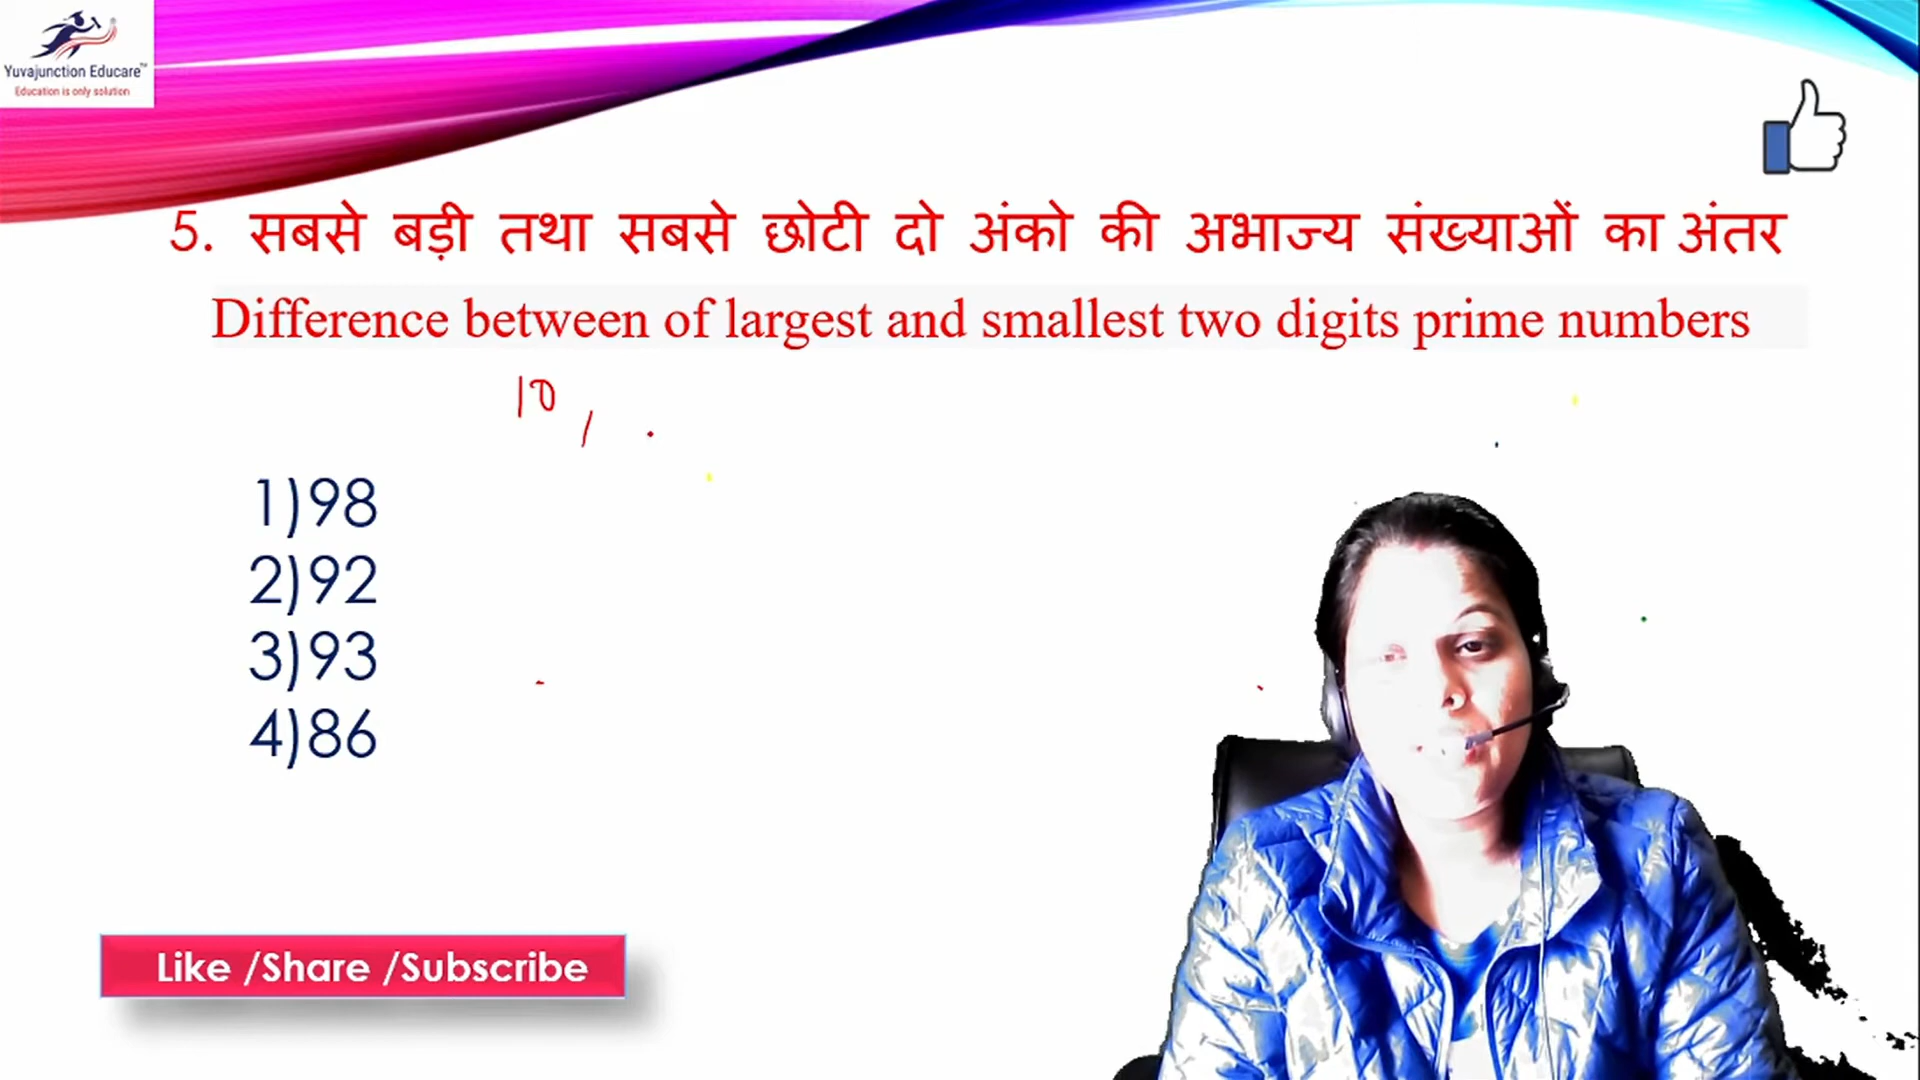 Yuvajunction Educare™
Education is only solution
5. सबसे बड़ी तथा सबसे छोटी दो अंको की अभाज्य संख्याओं का अंतर
Difference between of largest and smallest two digits prime numbers
10
1)98
2)92
3)93
4)86
Like /Share /Subscribe